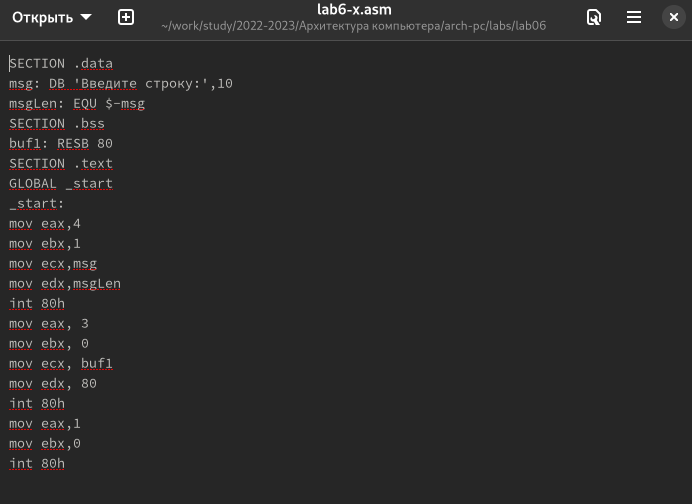 Открыть
lab6-x.asm
~/work/study/2022-2023/Архитектура компьютера/arch-pc/labs/lab06
SECTION .data
msg: DB 'Введите строку:',10
msgLen: EQU $-msg
SECTION .bss
buf1: RESB 80
SECTION .text
GLOBAL _start
_start:
mov eax,4
mov ebx,1
mov ecx,msg
mov edx,msgLen
int 80h
mov eax, 3
mov ebx, 0
mov ecx, buf1
mov edx, 80
int 80h
mov eax,1
mov ebx,0
int 80h